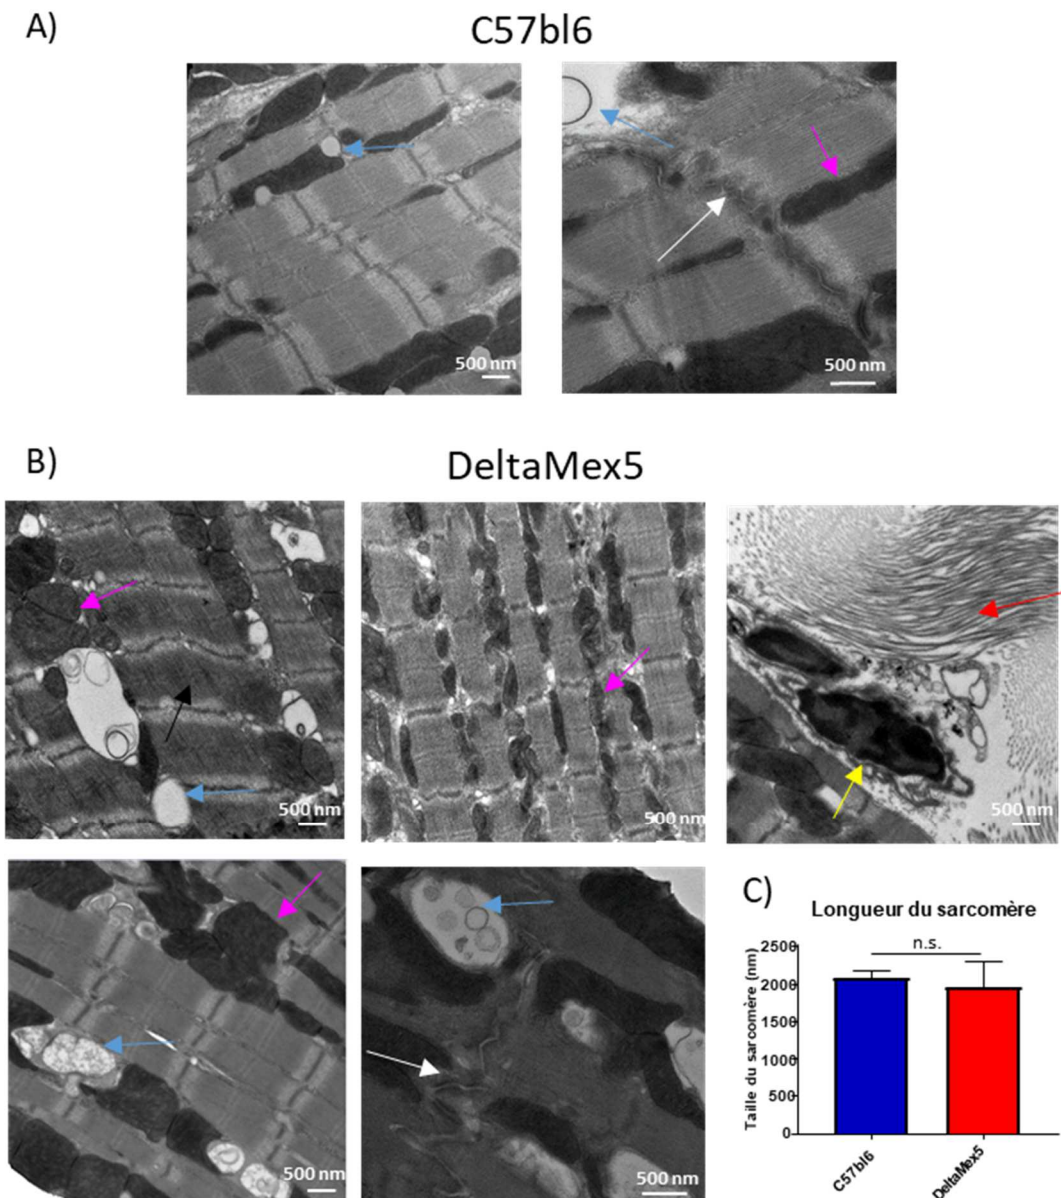 A)
C57bl6
500 nm
500 nm
B)
DeltaMex5
500 nm
500 nm
500 nm
500 nm
500 nm
C)
Longueur du sarcomère
n.s.
Taille du sarcomère (nm)
2500
2000
1500
1000
500
0
C57bl6
DeltaMex5